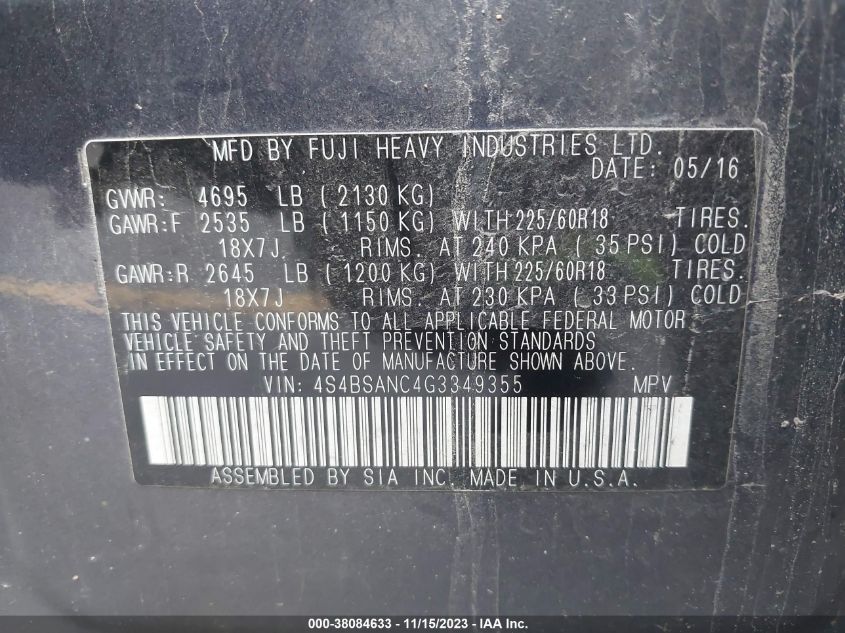 MFD BY FUJI HEAVY INDUSTRIES LTD.
DATE: 05/16
GVWR: 4695 LB ( 2130 KG)
GAWR:F 2535 LB ( 1150 KG) WITH 225/60R18 TIRES.
18X7J RIMS. AT 240 KPA ( 35 PSI) COLD
GAWR:R 2645 LB ( 1200 KG) WITH 225/60R18 TIRES.
18X7J RIMS. AT 230 KPA ( 33 PSI) COLD
THIS VEHICLE CONFORMS TO ALL APPLICABLE FEDERAL MOTOR
VEHICLE SAFETY AND THEFT PREVENTION STANDARDS
IN EFFECT ON THE DATE OF MANUFACTURE SHOWN ABOVE.
VIN: 4S4BSANC4G3349355 MPV
ASSEMBLED BY SIA INC. MADE IN U.S.A.
000-38084633 - 11/15/2023 - IAA Inc.